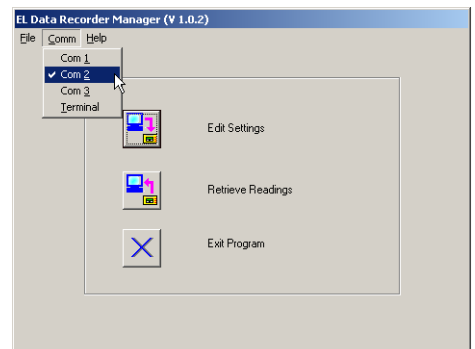 EL Data Recorder Manager (V 1.0.2)
File Comm Help
Com 1
Com 2
Com 3
Terminal
Edit Settings
Retrieve Readings
Exit Program